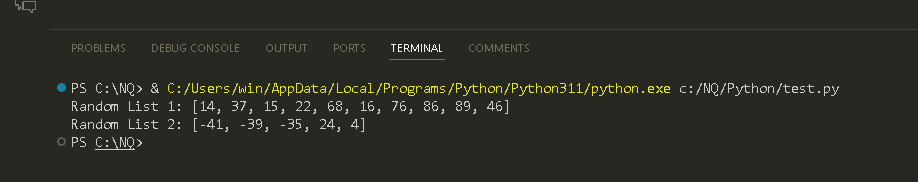 PROBLEMS DEBUG CONSOLE OUTPUT PORTS TERMINAL COMMENTS
PS C:\NQ> & C:/Users/win/AppData/Local/Programs/Python/Python311/python.exe c:/NQ/Python/test.py
Random List 1: [14, 37, 15, 22, 68, 16, 76, 86, 89, 46]
Random List 2: [-41, -39, -35, 24, 4]
PS C:\NQ>